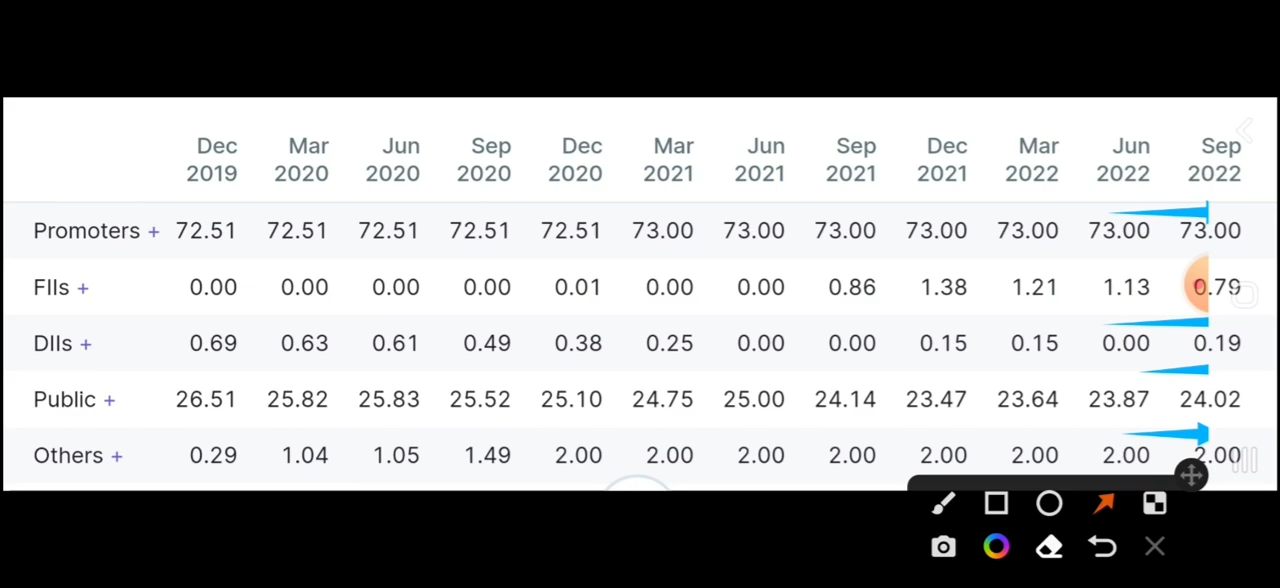 Dec Mar Jun Sep Dec Mar Jun Sep Dec Mar Jun Sep
2019 2020 2020 2020 2020 2021 2021 2021 2021 2022 2022 2022
Promoters + 72.51 72.51 72.51 72.51 72.51 73.00 73.00 73.00 73.00 73.00 73.00 73.00
FIIs + 0.00 0.00 0.00 0.00 0.01 0.00 0.00 0.86 1.38 1.21 1.13 0.79
DIIs + 0.69 0.63 0.61 0.49 0.38 0.25 0.00 0.00 0.15 0.15 0.00 0.19
Public + 26.51 25.82 25.83 25.52 25.10 24.75 25.00 24.14 23.47 23.64 23.87 24.02
Others + 0.29 1.04 1.05 1.49 2.00 2.00 2.00 2.00 2.00 2.00 2.00 2.00